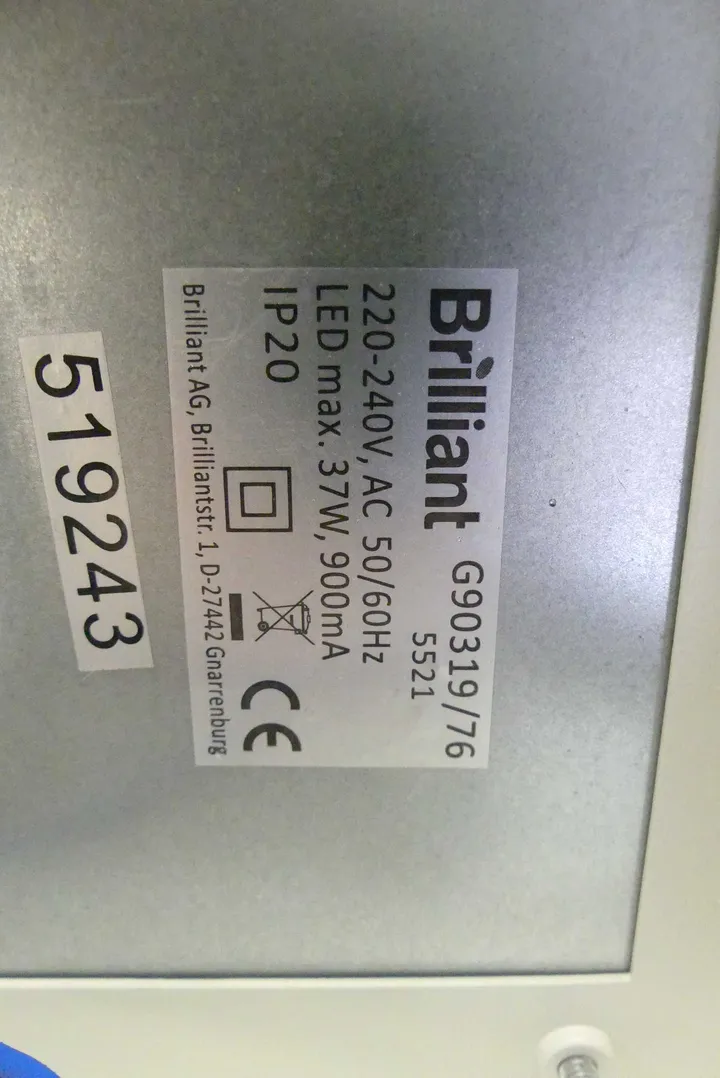 Brilliant G90319/76
5521
220-240V, AC 50/60Hz
LED max. 37W, 900mA
IP20
CE
Brilliant AG, Brilliantstr. 1, D-27442 Gnarrenburg
519243